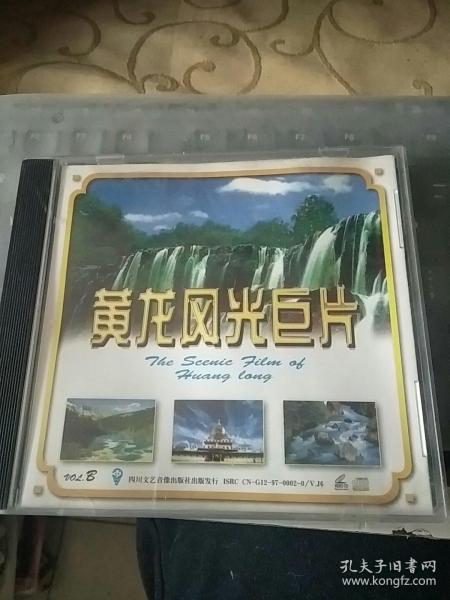 黄龙风光巨片
The Scenic Film of
Huang long
VOL.B
四川文艺音像出版社出版发行 ISRC CN-G12-97-0002-0/V.J6
孔夫子旧书网
www.kongfz.com